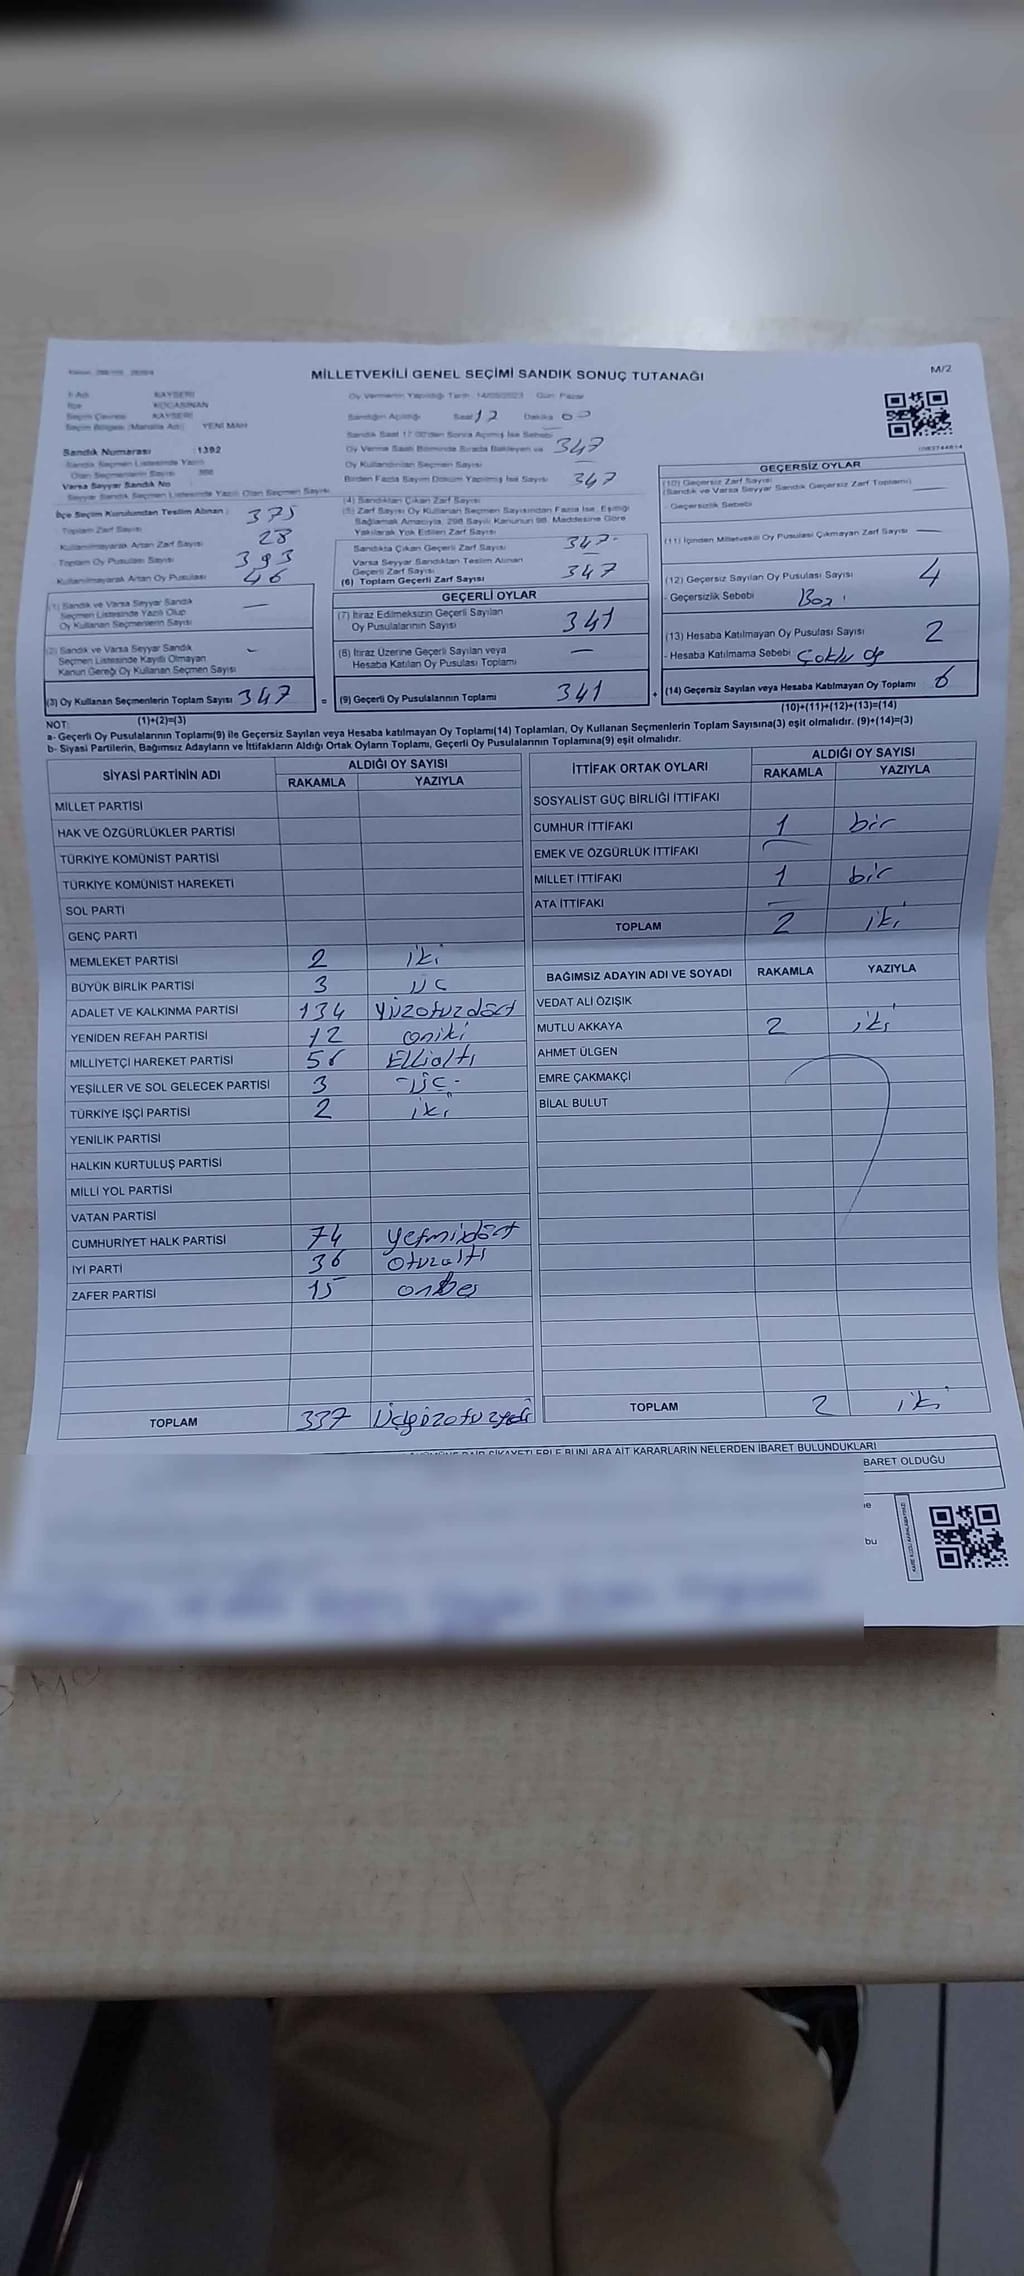 MİLLETVEKİLİ GENEL SEÇİMİ SANDIK SONUÇ TUTANAĞI
M/2
İl Adı KAYSERİ
İlçe KOCASİNAN
Seçim Çevresi KAYSERİ
Seçim Bölgesi (Mahalle Adı) YENİ MAH
Oy Vermenin Yapıldığı Tarih: 14/05/2023 Gün: Pazar
Sandığın Açıldığı Saat 17 Dakika 00
Sandık Saat 17:00'den Sonra Açılmış İse Sebebi
Sandık Numarası 1392
Sandık Seçmen Listesinde Yazılı
Olan Seçmenlerin Sayısı
Varsa Seyyar Sandık No
Seyyar Sandık Seçmen Listesinde Yazılı Olan Seçmen Sayısı
Oy Verme Saati Bitiminde Sırada Bekleyen ve 347
Oy Kullandırılan Seçmen Sayısı
Birden Fazla Sayım Döküm Yapılmış İse Sayısı 347
İlçe Seçim Kurulundan Teslim Alınan: 375
Toplam Zarf Sayısı
Kullanılmayarak Artan Zarf Sayısı 28
Toplam Oy Pusulası Sayısı 393
Kullanılmayarak Artan Oy Pusulası 46
(4) Sandıktan Çıkan Zarf Sayısı
(5) Zarf Sayısı Oy Kullanan Seçmen Sayısından Fazla İse, Eşitliği
Sağlamak Amacıyla, 298 Sayılı Kanunun 98. Maddesine Göre
Yakılarak Yok Edilen Zarf Sayısı
Sandıkta Çıkan Geçerli Zarf Sayısı 347
Varsa Seyyar Sandıktan Teslim Alınan
Geçerli Zarf Sayısı
(6) Toplam Geçerli Zarf Sayısı 347
GEÇERSİZ OYLAR
(10) Geçersiz Zarf Sayısı
(Sandık ve Varsa Seyyar Sandık Geçersiz Zarf Toplamı) —
- Geçersizlik Sebebi
(11) İçinden Milletvekili Oy Pusulası Çıkmayan Zarf Sayısı —
(12) Geçersiz Sayılan Oy Pusulası Sayısı 4
- Geçersizlik Sebebi
(13) Hesaba Katılmayan Oy Pusulası Sayısı 2
- Hesaba Katılmama Sebebi Çoklu oy
(14) Geçersiz Sayılan veya Hesaba Katılmayan Oy Toplamı 6
(10)+(11)+(12)+(13)=(14)
(1) Sandık ve Varsa Seyyar Sandık
Seçmen Listesinde Yazılı Olup
Oy Kullanan Seçmenlerin Sayısı —
(2) Sandık ve Varsa Seyyar Sandık
Seçmen Listesinde Kayıtlı Olmayan
Kanun Gereği Oy Kullanan Seçmen Sayısı -
(3) Oy Kullanan Seçmenlerin Toplam Sayısı 347 =
(1)+(2)=(3)
GEÇERLİ OYLAR
(7) İtiraz Edilmeksizin Geçerli Sayılan
Oy Pusulalarının Sayısı 341
(8) İtiraz Üzerine Geçerli Sayılan veya
Hesaba Katılan Oy Pusulası Toplamı —
(9) Geçerli Oy Pusulalarının Toplamı 341 +
NOT:
a- Geçerli Oy Pusulalarının Toplamı(9) ile Geçersiz Sayılan veya Hesaba katılmayan Oy Toplamı(14) Toplamları, Oy Kullanan Seçmenlerin Toplam Sayısına(3) eşit olmalıdır. (9)+(14)=(3)
b- Siyasi Partilerin, Bağımsız Adayların ve İttifakların Aldığı Ortak Oyların Toplamı, Geçerli Oy Pusulalarının Toplamına(9) eşit olmalıdır.
SİYASİ PARTİNİN ADI
ALDIĞI OY SAYISI
RAKAMLA YAZIYLA
MİLLET PARTİSİ
HAK VE ÖZGÜRLÜKLER PARTİSİ
TÜRKİYE KOMÜNİST PARTİSİ
TÜRKİYE KOMÜNİST HAREKETİ
SOL PARTİ
GENÇ PARTİ
MEMLEKET PARTİSİ 2 iki
BÜYÜK BİRLİK PARTİSİ 3 üç
ADALET VE KALKINMA PARTİSİ 134 Yüzotuzdört
YENİDEN REFAH PARTİSİ 12 oniki
MİLLİYETÇİ HAREKET PARTİSİ 56 Ellialtı
YEŞİLLER VE SOL GELECEK PARTİSİ 3 -üç-
TÜRKİYE İŞÇİ PARTİSİ 2 iki
YENİLİK PARTİSİ
HALKIN KURTULUŞ PARTİSİ
MİLLİ YOL PARTİSİ
VATAN PARTİSİ
CUMHURİYET HALK PARTİSİ 74 yetmişdört
İYİ PARTİ 36 otuzaltı
ZAFER PARTİSİ 15 onbeş
TOPLAM 337 Üçyüzotuzyedi
İTTİFAK ORTAK OYLARI
ALDIĞI OY SAYISI
RAKAMLA YAZIYLA
SOSYALİST GÜÇ BİRLİĞİ İTTİFAKI
CUMHUR İTTİFAKI 1 bir
EMEK VE ÖZGÜRLÜK İTTİFAKI —
MİLLET İTTİFAKI 1 bir
ATA İTTİFAKI —
TOPLAM 2 iki
BAĞIMSIZ ADAYIN ADI VE SOYADI RAKAMLA YAZIYLA
VEDAT ALİ ÖZIŞIK
MUTLU AKKAYA 2 iki
AHMET ÜLGEN
EMRE ÇAKMAKÇİ
BİLAL BULUT
TOPLAM 2 iki
ŞİKAYETLERLE BUNLARA AİT KARARLARIN NELERDEN İBARET BULUNDUKLARI
BARET OLDUĞU
bu